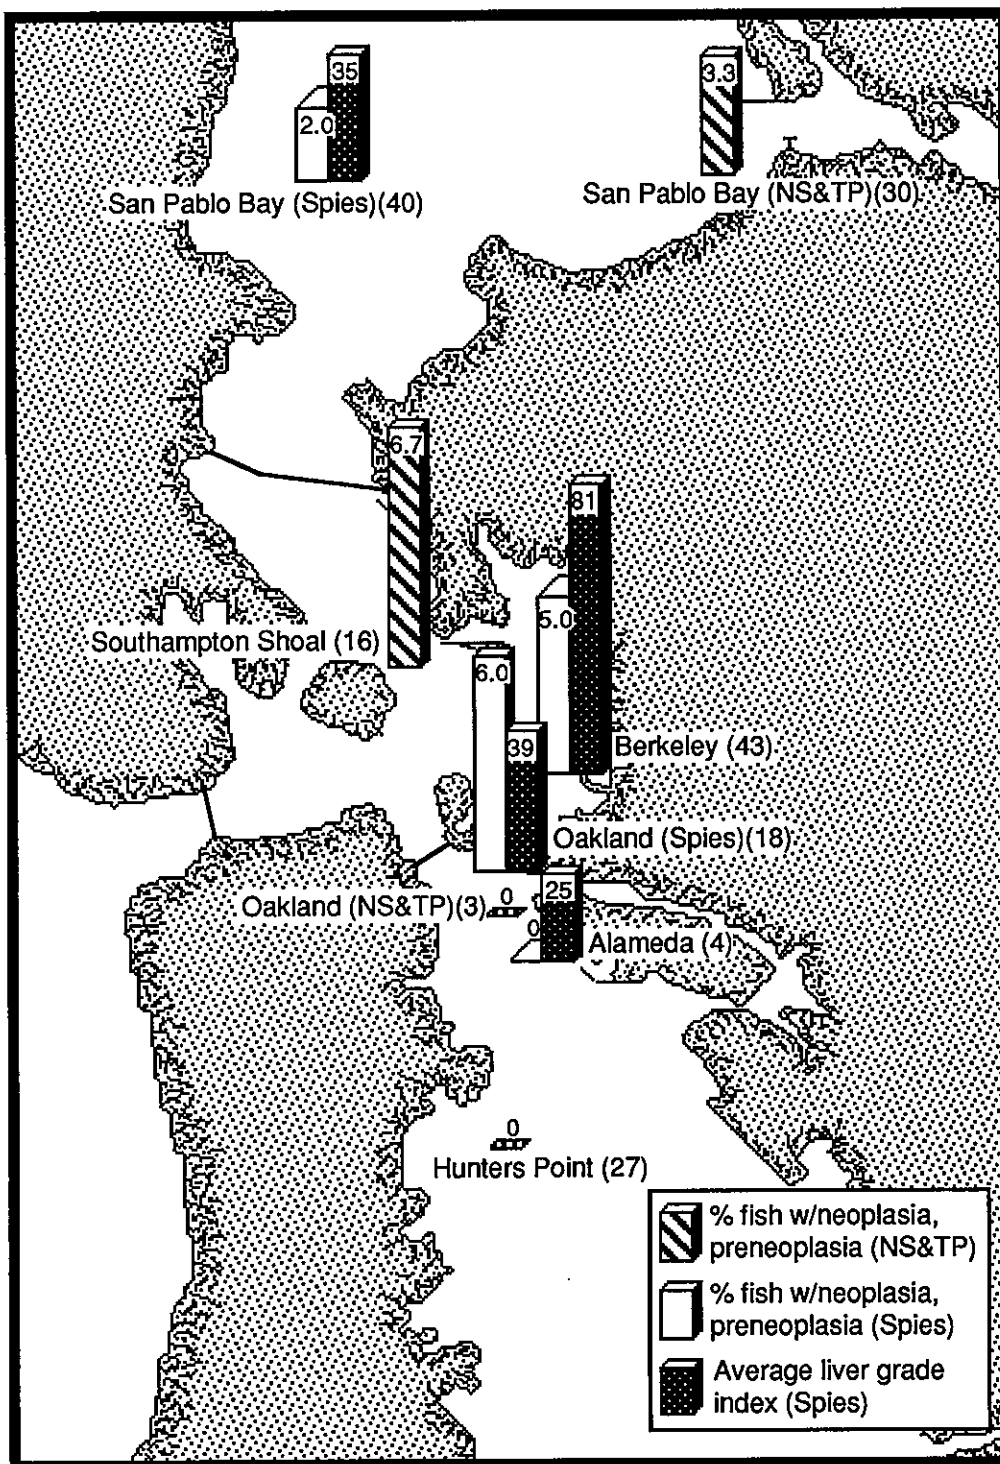 35
2.0
San Pablo Bay (Spies)(40)
3.3
San Pablo Bay (NS&TP)(30)
6.7
Southampton Shoal (16)
81
5.0
Berkeley (43)
6.0
39
Oakland (Spies)(18)
0
Oakland (NS&TP)(3)
25
0
Alameda (4)
0
Hunters Point (27)
% fish w/neoplasia,
preneoplasia (NS&TP)
% fish w/neoplasia,
preneoplasia (Spies)
Average liver grade
index (Spies)